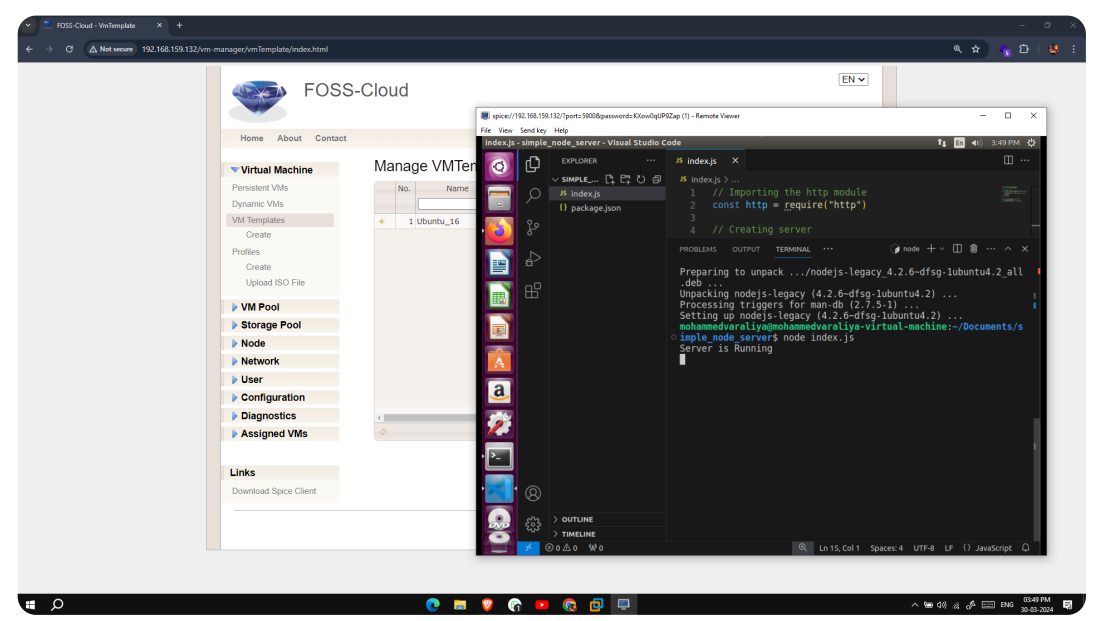 FOSS-Cloud - VmTemplate
Not secure 192.168.159.132/vm-manager/vmTemplate/index.html
FOSS-Cloud
EN
Home About Contact
Virtual Machine
Persistent VMs
Dynamic VMs
VM Templates
Create
Profiles
Create
Upload ISO File
VM Pool
Storage Pool
Node
Network
User
Configuration
Diagnostics
Assigned VMs
Links
Download Spice Client
Manage VMTen
No. Name
1 Ubuntu_16
spice://192.168.159.132/?port=5900&password=KXow0qUP9Zap (1) - Remote Viewer
File View Send key Help
index.js - simple_node_server - Visual Studio Code
En 3:49 PM
EXPLORER ...
SIMPLE_...
JS index.js
{} package.json
OUTLINE
TIMELINE
JS index.js ×
JS index.js > ...
1 // Importing the http module
2 const http = require("http")
3
4 // Creating server
PROBLEMS OUTPUT TERMINAL ... node
Preparing to unpack .../nodejs-legacy_4.2.6~dfsg-1ubuntu4.2_all
.deb ...
Unpacking nodejs-legacy (4.2.6~dfsg-1ubuntu4.2) ...
Processing triggers for man-db (2.7.5-1) ...
Setting up nodejs-legacy (4.2.6~dfsg-1ubuntu4.2) ...
mohammedvaraliya@mohammedvaraliya-virtual-machine:~/Documents/s
imple_node_server$ node index.js
Server is Running
0 0 0 Ln 15, Col 1 Spaces: 4 UTF-8 LF {} JavaScript
ENG 03:49 PM
30-03-2024